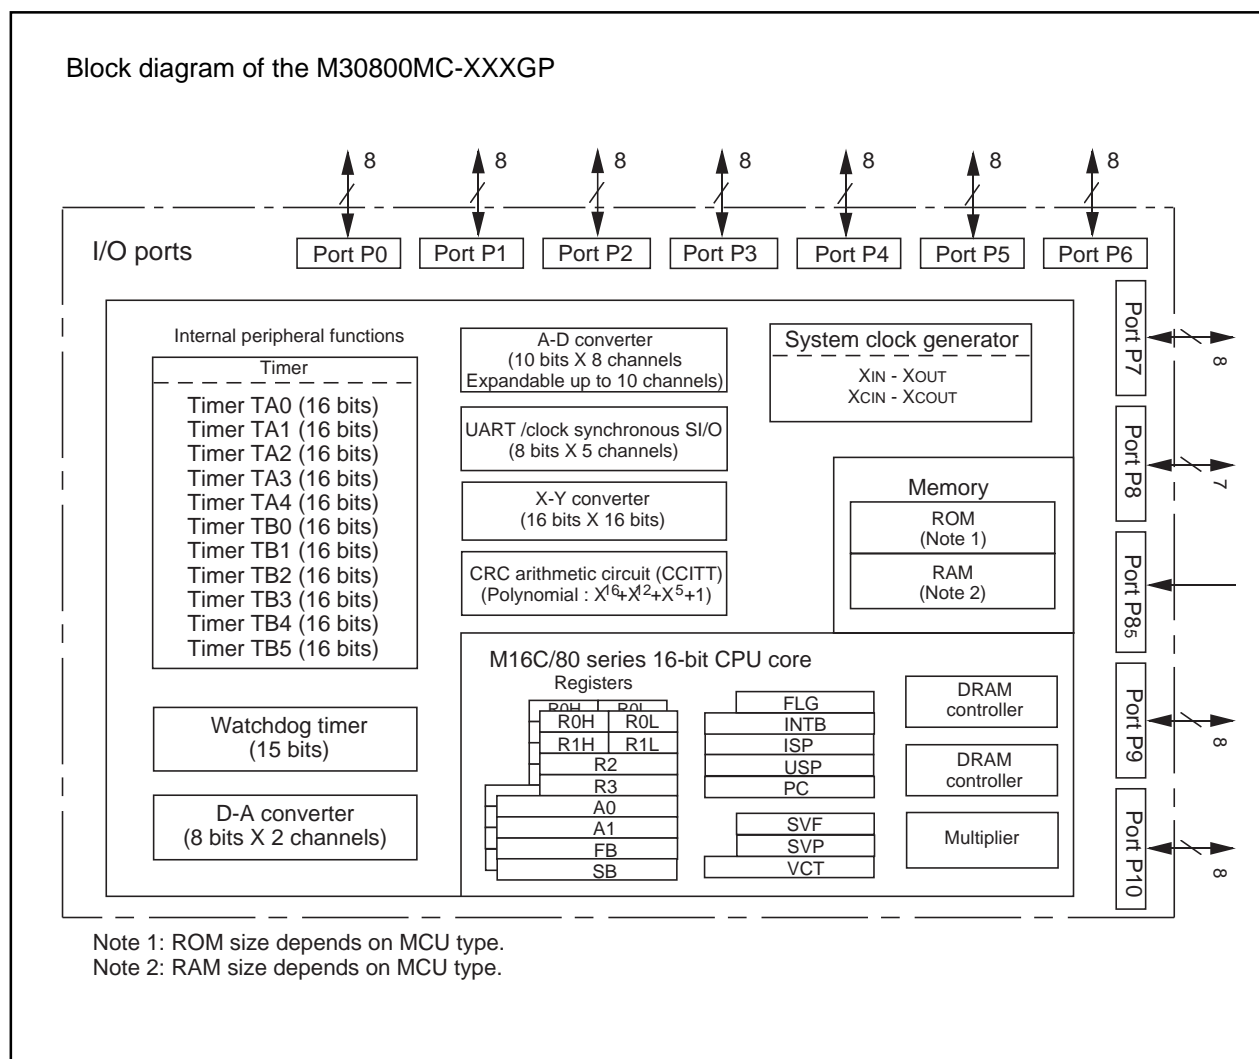 Block diagram of the M30800MC-XXXGP
8 8 8 8 8 8 8
I/O ports
Port P0 Port P1 Port P2 Port P3 Port P4 Port P5 Port P6
Internal peripheral functions
Timer
Timer TA0 (16 bits)
Timer TA1 (16 bits)
Timer TA2 (16 bits)
Timer TA3 (16 bits)
Timer TA4 (16 bits)
Timer TB0 (16 bits)
Timer TB1 (16 bits)
Timer TB2 (16 bits)
Timer TB3 (16 bits)
Timer TB4 (16 bits)
Timer TB5 (16 bits)
Watchdog timer
(15 bits)
D-A converter
(8 bits X 2 channels)
A-D converter
(10 bits X 8 channels
Expandable up to 10 channels)
UART /clock synchronous SI/O
(8 bits X 5 channels)
X-Y converter
(16 bits X 16 bits)
CRC arithmetic circuit (CCITT)
(Polynomial : X16+X12+X5+1)
System clock generator
XIN - XOUT
XCIN - XCOUT
Memory
ROM
(Note 1)
RAM
(Note 2)
M16C/80 series 16-bit CPU core
Registers
R0H R0L
R0H R0L
R1H R1L
R2
R3
A0
A1
FB
SB
FLG
INTB
ISP
USP
PC
SVF
SVP
VCT
DRAM
controller
DRAM
controller
Multiplier
Port P7
8
Port P8
7
Port P85
Port P9
8
Port P10
8
Note 1: ROM size depends on MCU type.
Note 2: RAM size depends on MCU type.